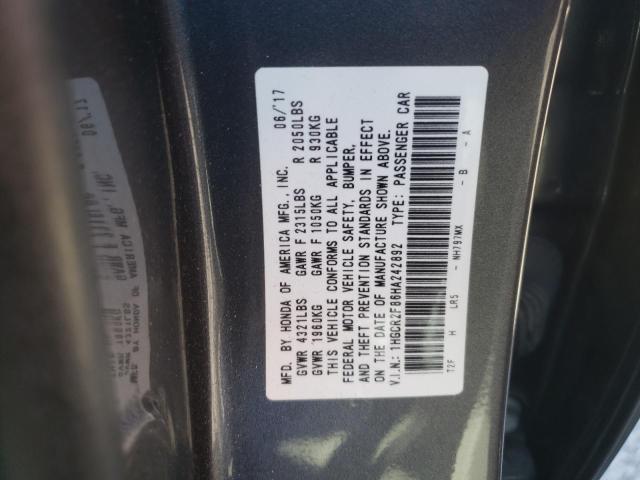 MFD. BY HONDA OF AMERICA MFG., INC. 06/17
GVWR 4321LBS GAWR F 2315LBS R 2050LBS
GVWR 1960KG GAWR F 1050KG R 930KG
THIS VEHICLE CONFORMS TO ALL APPLICABLE
FEDERAL MOTOR VEHICLE SAFETY, BUMPER,
AND THEFT PREVENTION STANDARDS IN EFFECT
ON THE DATE OF MANUFACTURE SHOWN ABOVE.
V.I.N.: 1HGCR2F86HA242892 TYPE: PASSENGER CAR
T2F H LR5 - NH797MX - B - A